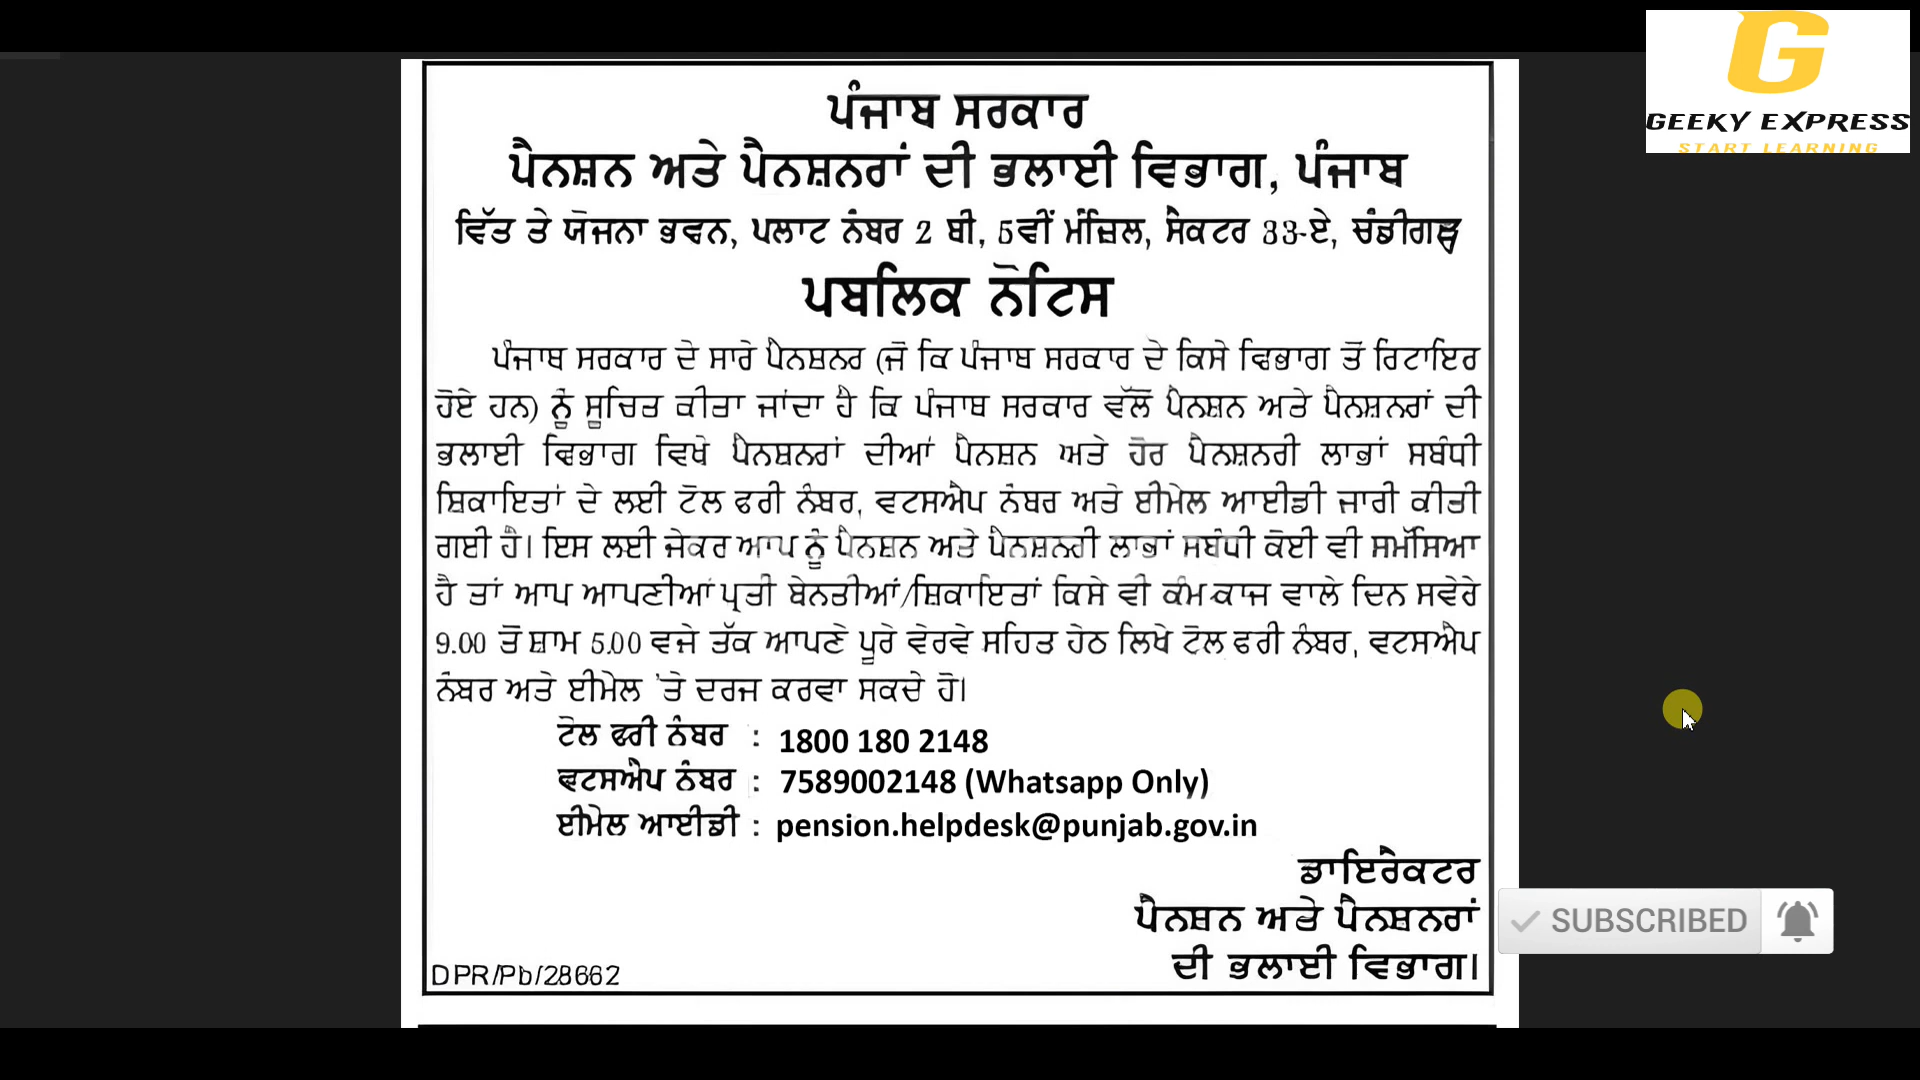 GEEKY EXPRESS
START LEARNING
ਪੰਜਾਬ ਸਰਕਾਰ
ਪੈਨਸ਼ਨ ਅਤੇ ਪੈਨਸ਼ਨਰਾਂ ਦੀ ਭਲਾਈ ਵਿਭਾਗ, ਪੰਜਾਬ
ਵਿੱਤ ਤੇ ਯੋਜਨਾ ਭਵਨ, ਪਲਾਟ ਨੰਬਰ 2 ਬੀ, 5ਵੀਂ ਮੰਜ਼ਿਲ, ਸੈਕਟਰ 33-ਏ, ਚੰਡੀਗੜ੍ਹ
ਪਬਲਿਕ ਨੋਟਿਸ
ਪੰਜਾਬ ਸਰਕਾਰ ਦੇ ਸਾਰੇ ਪੈਨਸ਼ਨਰ (ਜੋ ਕਿ ਪੰਜਾਬ ਸਰਕਾਰ ਦੇ ਕਿਸੇ ਵਿਭਾਗ ਤੋਂ ਰਿਟਾਇਰ
ਹੋਏ ਹਨ) ਨੂੰ ਸੂਚਿਤ ਕੀਤਾ ਜਾਂਦਾ ਹੈ ਕਿ ਪੰਜਾਬ ਸਰਕਾਰ ਵੱਲੋਂ ਪੈਨਸ਼ਨ ਅਤੇ ਪੈਨਸ਼ਨਰਾਂ ਦੀ
ਭਲਾਈ ਵਿਭਾਗ ਵਿਖੇ ਪੈਨਸ਼ਨਰਾਂ ਦੀਆਂ ਪੈਨਸ਼ਨ ਅਤੇ ਹੋਰ ਪੈਨਸ਼ਨਰੀ ਲਾਭਾਂ ਸਬੰਧੀ
ਸ਼ਿਕਾਇਤਾਂ ਦੇ ਲਈ ਟੋਲ ਫਰੀ ਨੰਬਰ, ਵਟਸਐਪ ਨੰਬਰ ਅਤੇ ਈਮੇਲ ਆਈਡੀ ਜਾਰੀ ਕੀਤੀ
ਗਈ ਹੈ। ਇਸ ਲਈ ਜੇਕਰ ਆਪ ਨੂੰ ਪੈਨਸ਼ਨ ਅਤੇ ਪੈਨਸ਼ਨਰੀ ਲਾਭਾਂ ਸਬੰਧੀ ਕੋਈ ਵੀ ਸਮੱਸਿਆ
ਹੈ ਤਾਂ ਆਪ ਆਪਣੀਆਂ ਪ੍ਰਤੀ ਬੇਨਤੀਆਂ/ਸ਼ਿਕਾਇਤਾਂ ਕਿਸੇ ਵੀ ਕੰਮ-ਕਾਜ ਵਾਲੇ ਦਿਨ ਸਵੇਰੇ
9.00 ਤੋਂ ਸ਼ਾਮ 5.00 ਵਜੇ ਤੱਕ ਆਪਣੇ ਪੂਰੇ ਵੇਰਵੇ ਸਹਿਤ ਹੇਠ ਲਿਖੇ ਟੋਲ ਫਰੀ ਨੰਬਰ, ਵਟਸਐਪ
ਨੰਬਰ ਅਤੇ ਈਮੇਲ 'ਤੇ ਦਰਜ ਕਰਵਾ ਸਕਦੇ ਹੋ।
ਟੋਲ ਫਰੀ ਨੰਬਰ : 1800 180 2148
ਵਟਸਐਪ ਨੰਬਰ : 7589002148 (Whatsapp Only)
ਈਮੇਲ ਆਈਡੀ : pension.helpdesk@punjab.gov.in
ਡਾਇਰੈਕਟਰ
ਪੈਨਸ਼ਨ ਅਤੇ ਪੈਨਸ਼ਨਰਾਂ
ਦੀ ਭਲਾਈ ਵਿਭਾਗ।
DPR/Pb/28662
SUBSCRIBED